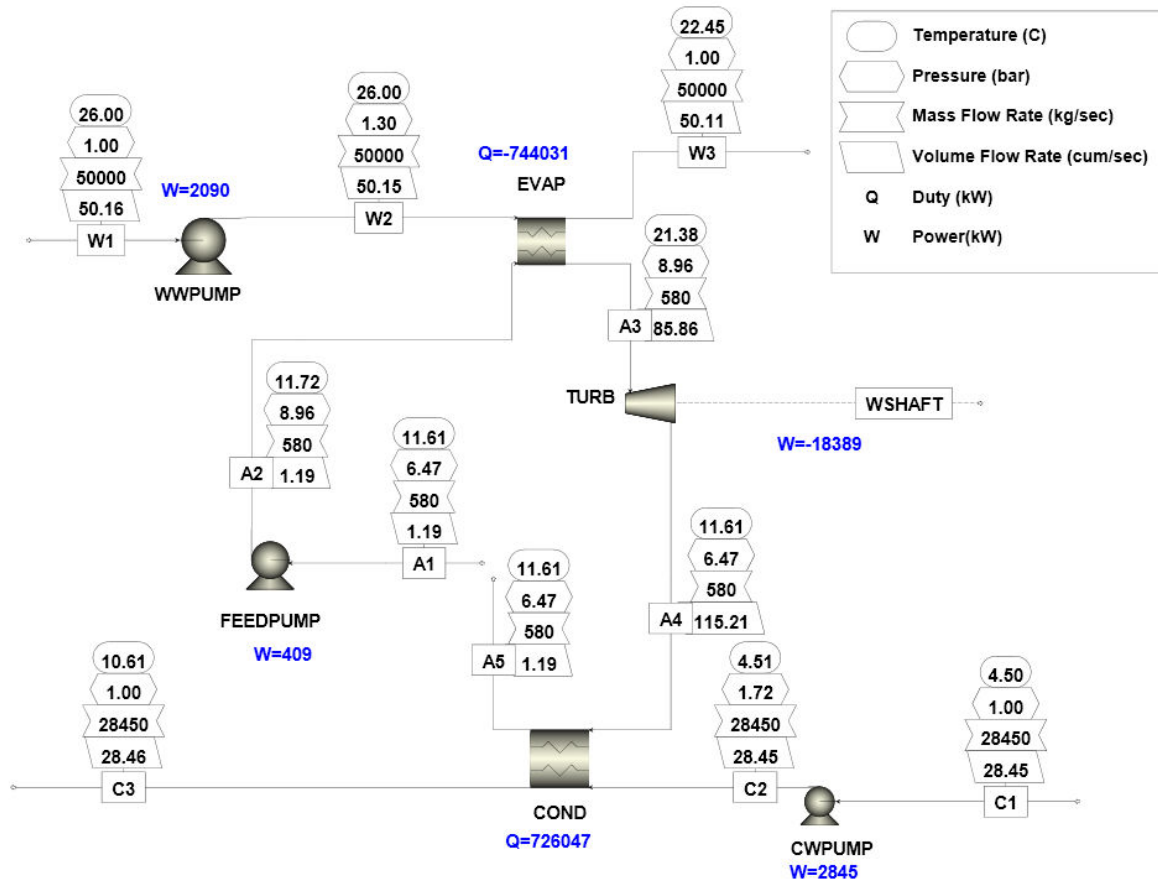 22.45
1.00
50000
50.11
W3
Temperature (C)
Pressure (bar)
Mass Flow Rate (kg/sec)
Volume Flow Rate (cum/sec)
Q Duty (kW)
W Power(kW)
26.00
1.00
50000
50.16
W1
W=2090
WWPUMP
26.00
1.30
50000
50.15
W2
Q=-744031
EVAP
21.38
8.96
580
85.86
A3
TURB
WSHAFT
W=-18389
11.72
8.96
580
1.19
A2
11.61
6.47
580
1.19
A1
FEEDPUMP
W=409
11.61
6.47
580
1.19
A5
11.61
6.47
580
115.21
A4
10.61
1.00
28450
28.46
C3
COND
Q=726047
4.51
1.72
28450
28.45
C2
CWPUMP
W=2845
4.50
1.00
28450
28.45
C1